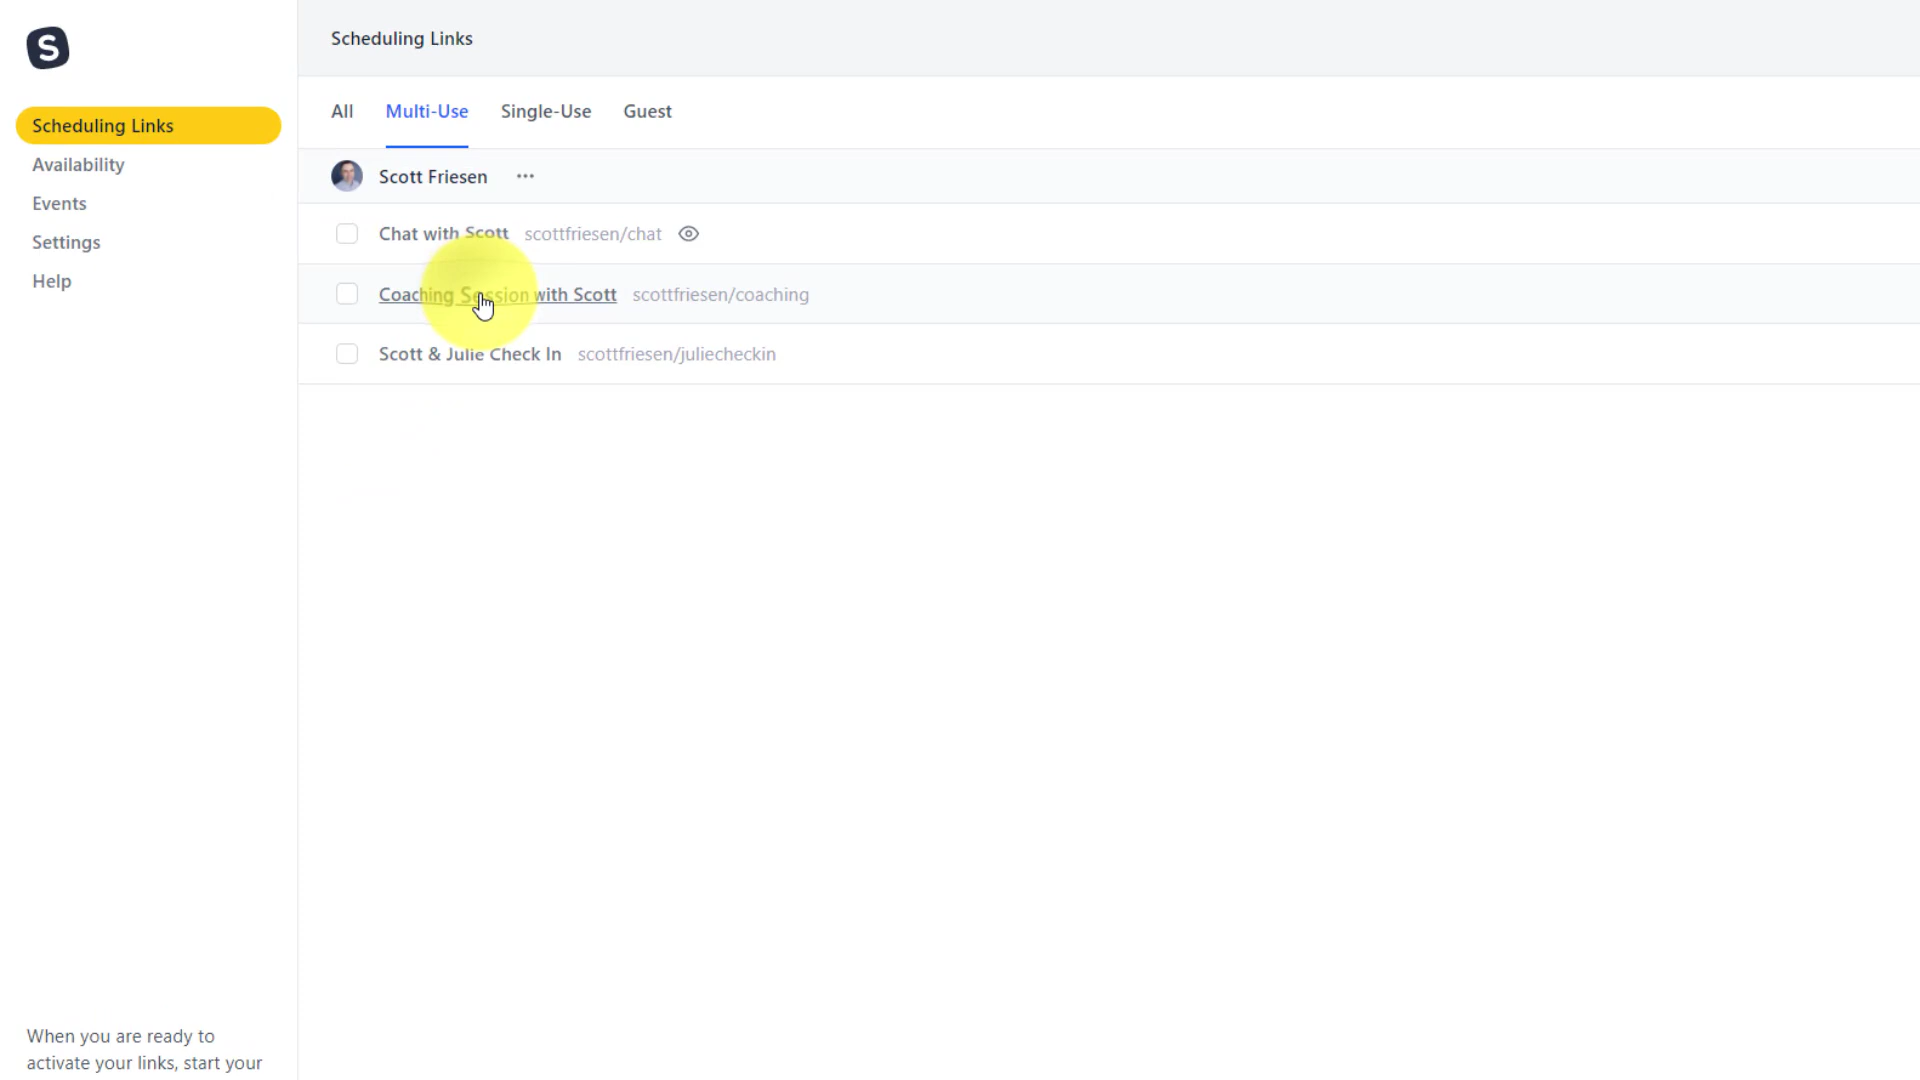 S
Scheduling Links
Availability
Events
Settings
Help
When you are ready to
activate your links, start your
Scheduling Links
All Multi-Use Single-Use Guest
Scott Friesen ...
Chat with Scott scottfriesen/chat
Coaching Session with Scott scottfriesen/coaching
Scott & Julie Check In scottfriesen/juliecheckin